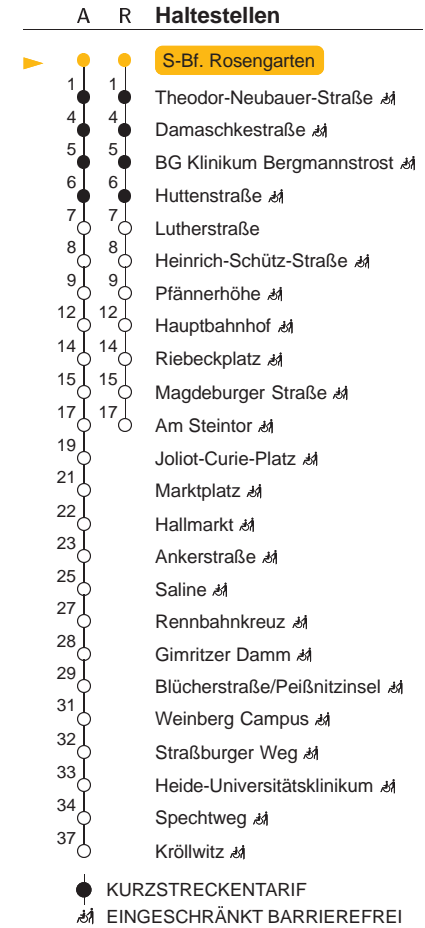 A R Haltestellen
S-Bf. Rosengarten
1 1 Theodor-Neubauer-Straße
4 4 Damaschkestraße
5 5 BG Klinikum Bergmannstrost
6 6 Huttenstraße
7 7 Lutherstraße
8 8 Heinrich-Schütz-Straße
9 9 Pfännerhöhe
12 12 Hauptbahnhof
14 14 Riebeckplatz
15 15 Magdeburger Straße
17 17 Am Steintor
19 Joliot-Curie-Platz
21 Marktplatz
22 Hallmarkt
23 Ankerstraße
25 Saline
27 Rennbahnkreuz
28 Gimritzer Damm
29 Blücherstraße/Peißnitzinsel
31 Weinberg Campus
32 Straßburger Weg
33 Heide-Universitätsklinikum
34 Spechtweg
37 Kröllwitz
KURZSTRECKENTARIF
EINGESCHRÄNKT BARRIEREFREI